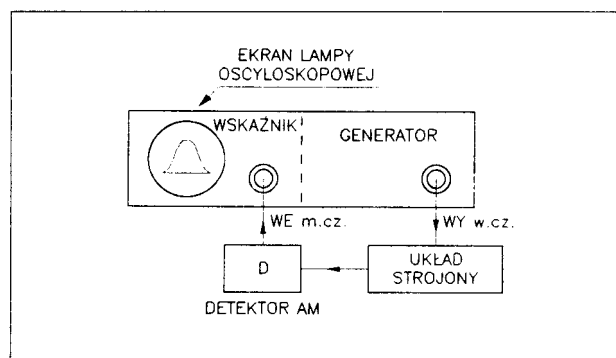 EKRAN LAMPY
OSCYLOSKOPOWEJ
WSKAŹNIK
GENERATOR
WE m.cz.
WY w.cz.
D
UKŁAD
STROJONY
DETEKTOR AM